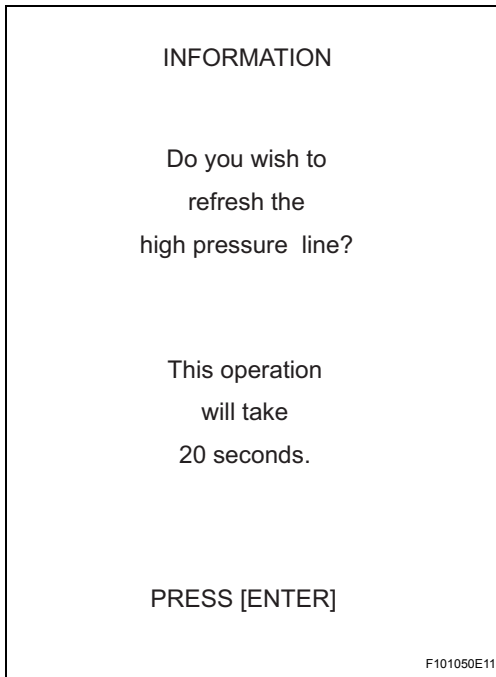 INFORMATION
Do you wish to
refresh the
high pressure line?
This operation
will take
20 seconds.
PRESS [ENTER]
F101050E11